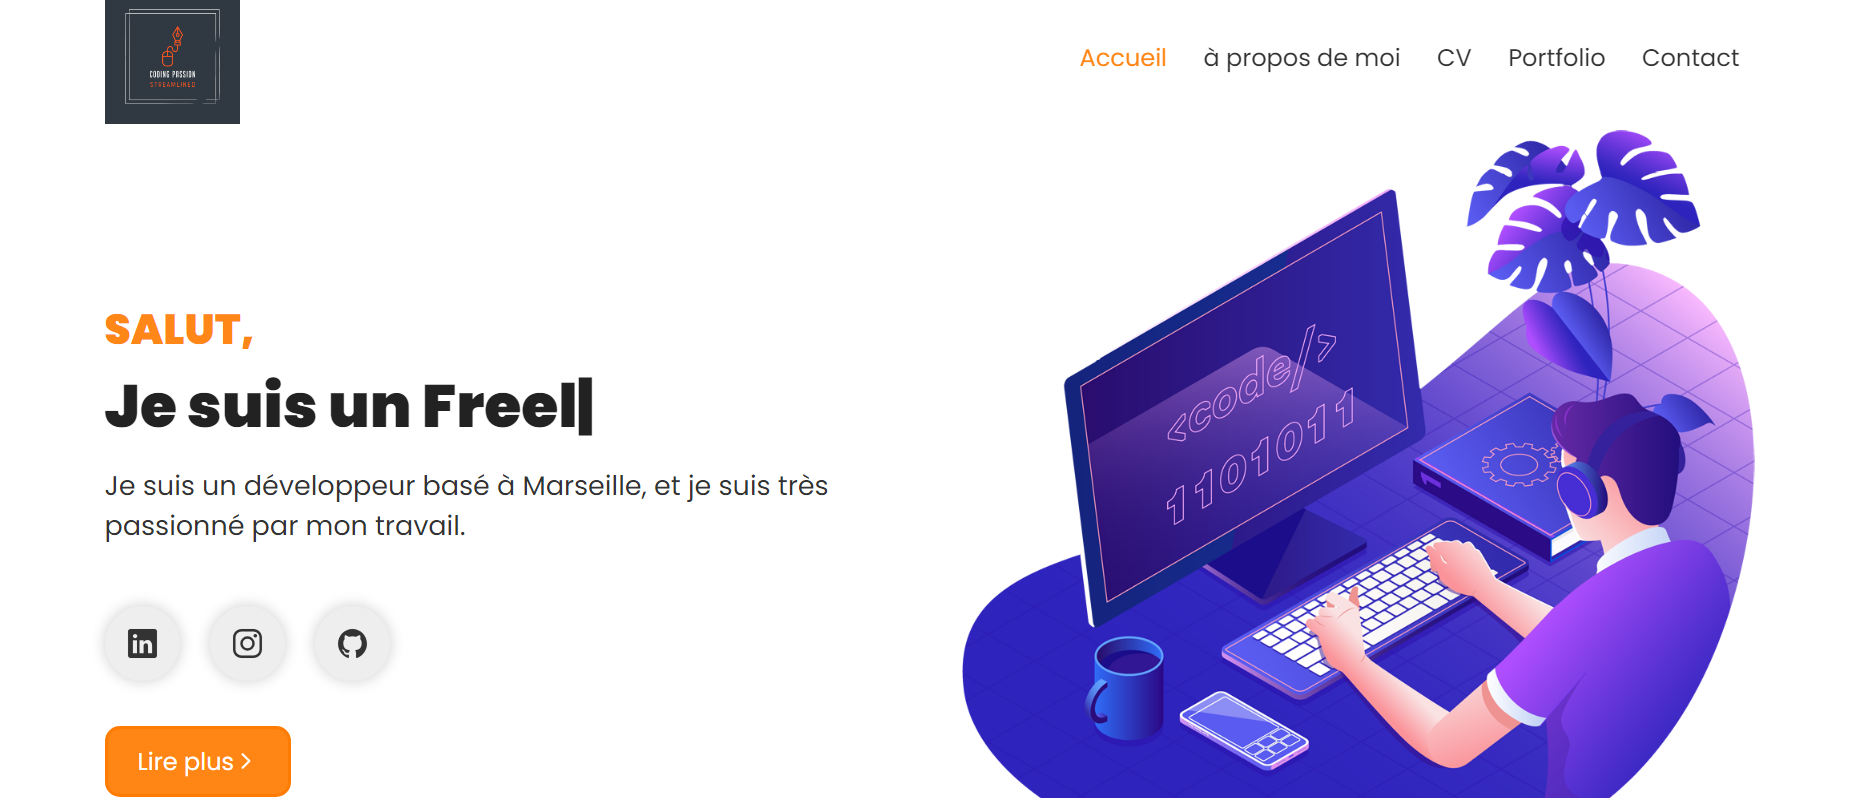 CODING PASSION
STREAMLINED
Accueil à propos de moi CV Portfolio Contact
SALUT,
Je suis un Freel|
Je suis un développeur basé à Marseille, et je suis très
passionné par mon travail.
Lire plus
<code/>
1101011
1